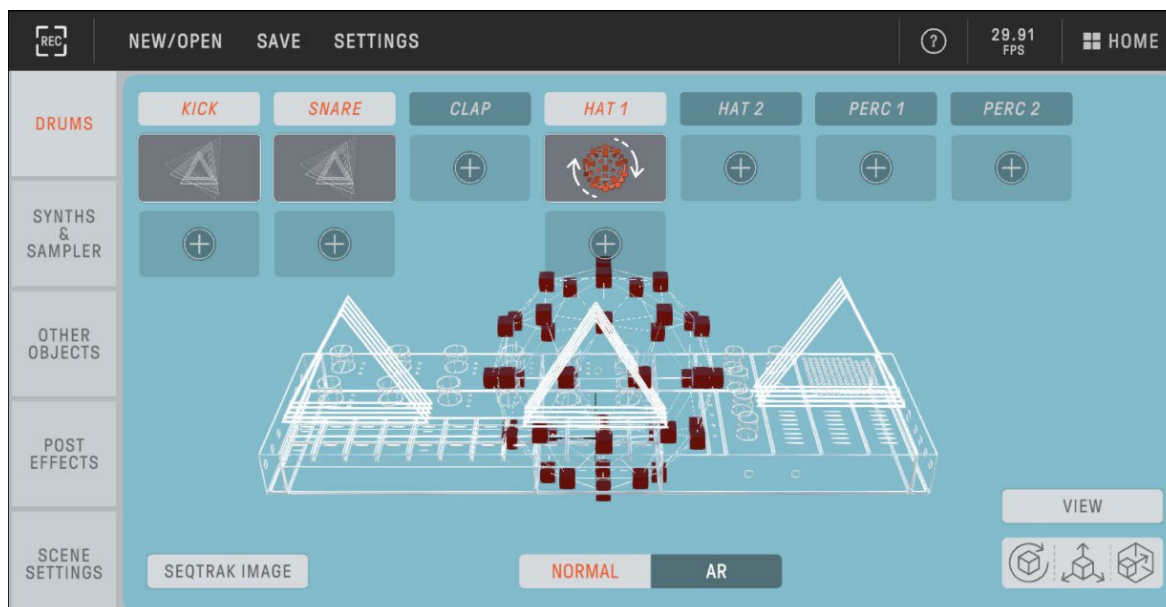 REC NEW/OPEN SAVE SETTINGS ? 29.91 HOME
FPS
DRUMS
KICK SNARE CLAP HAT 1 HAT 2 PERC 1 PERC 2
SYNTHS
&
SAMPLER
OTHER
OBJECTS
POST
EFFECTS
SCENE
SETTINGS
VIEW
SEQTRAK IMAGE NORMAL AR